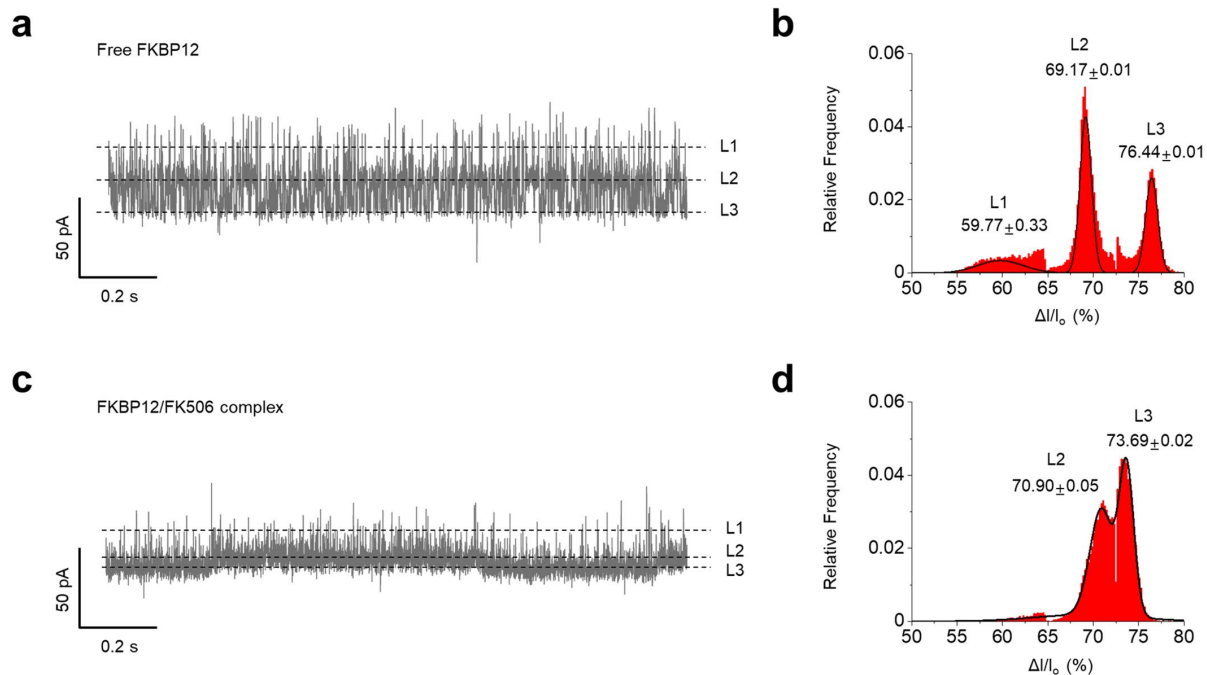 a
Free FKBP12
L1
L2
L3
50 pA
0.2 s
b
0.06
0.04
0.02
0
Relative Frequency
L2
69.17±0.01
L3
76.44±0.01
L1
59.77±0.33
50 55 60 65 70 75 80
ΔI/Iₒ (%)
c
FKBP12/FK506 complex
L1
L2
L3
50 pA
0.2 s
d
0.06
0.04
0.02
0
Relative Frequency
L3
73.69±0.02
L2
70.90±0.05
50 55 60 65 70 75 80
ΔI/Iₒ (%)